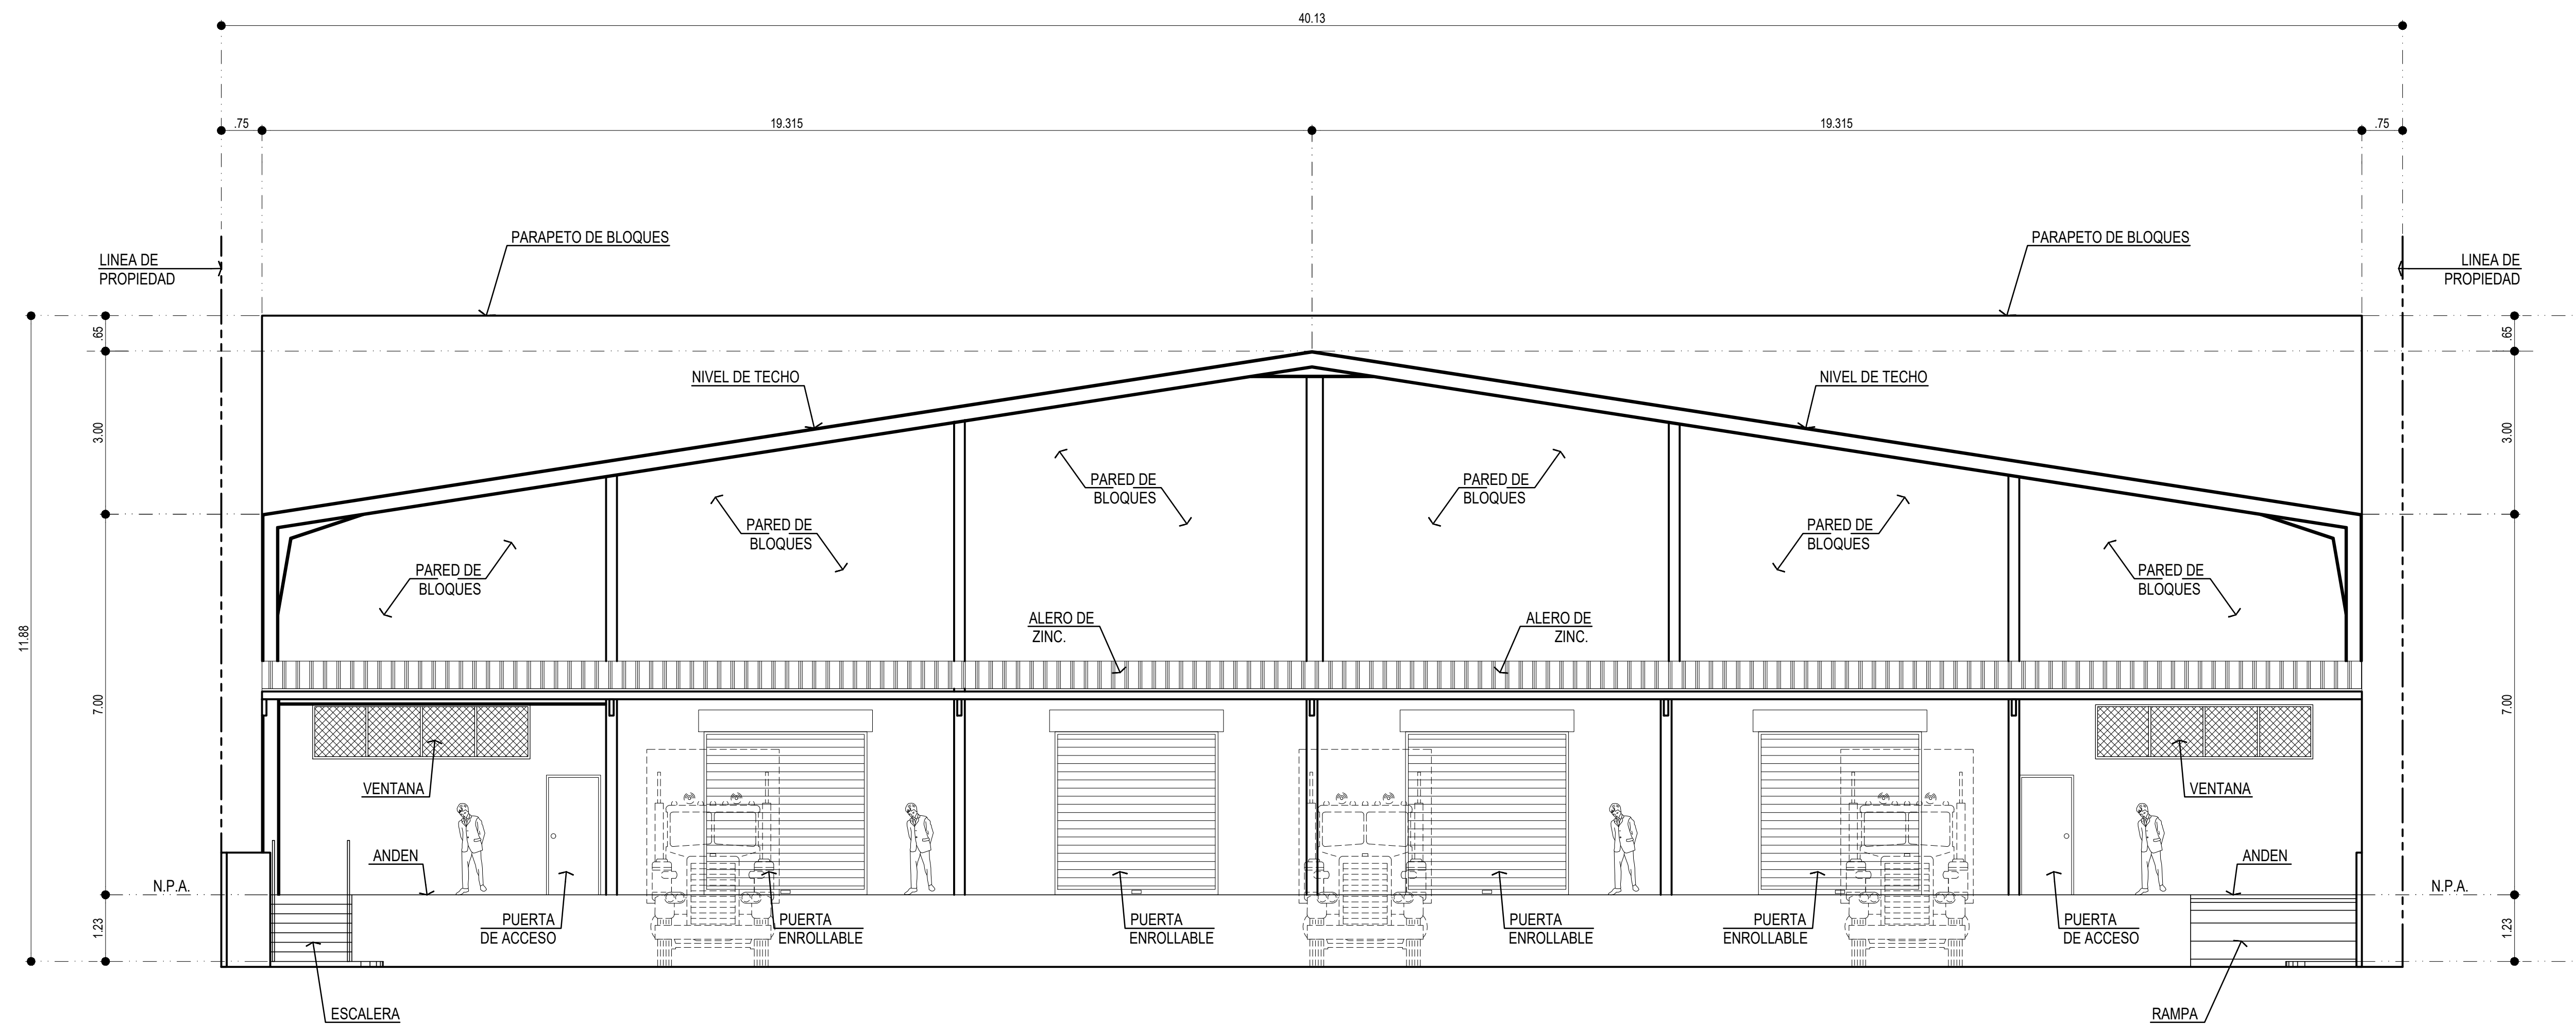 40.13
.75
19.315
19.315
.75
PARAPETO DE BLOQUES
PARAPETO DE BLOQUES
LINEA DE
PROPIEDAD
LINEA DE
PROPIEDAD
.65
.65
NIVEL DE TECHO
NIVEL DE TECHO
3.00
3.00
PARED DE
BLOQUES
PARED DE
BLOQUES
PARED DE
BLOQUES
PARED DE
BLOQUES
PARED DE
BLOQUES
PARED DE
BLOQUES
ALERO DE
ZINC.
ALERO DE
ZINC.
11.88
7.00
7.00
VENTANA
VENTANA
ANDEN
ANDEN
N.P.A.
N.P.A.
1.23
1.23
PUERTA
DE ACCESO
PUERTA
ENROLLABLE
PUERTA
ENROLLABLE
PUERTA
ENROLLABLE
PUERTA
ENROLLABLE
PUERTA
DE ACCESO
ESCALERA
RAMPA